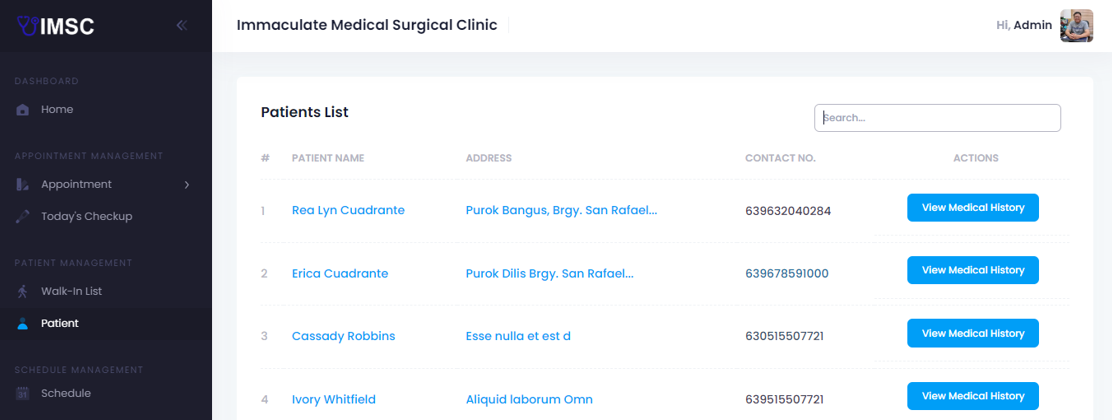 IMSC
Immaculate Medical Surgical Clinic
Hi, Admin
DASHBOARD
Home
APPOINTMENT MANAGEMENT
Appointment
Today's Checkup
PATIENT MANAGEMENT
Walk-In List
Patient
SCHEDULE MANAGEMENT
Schedule
Patients List
Search...
# PATIENT NAME ADDRESS CONTACT NO. ACTIONS
1 Rea Lyn Cuadrante Purok Bangus, Brgy. San Rafael... 639632040284 View Medical History
2 Erica Cuadrante Purok Dilis Brgy. San Rafael... 639678591000 View Medical History
3 Cassady Robbins Esse nulla et est d 630515507721 View Medical History
4 Ivory Whitfield Aliquid laborum Omn 639515507721 View Medical History